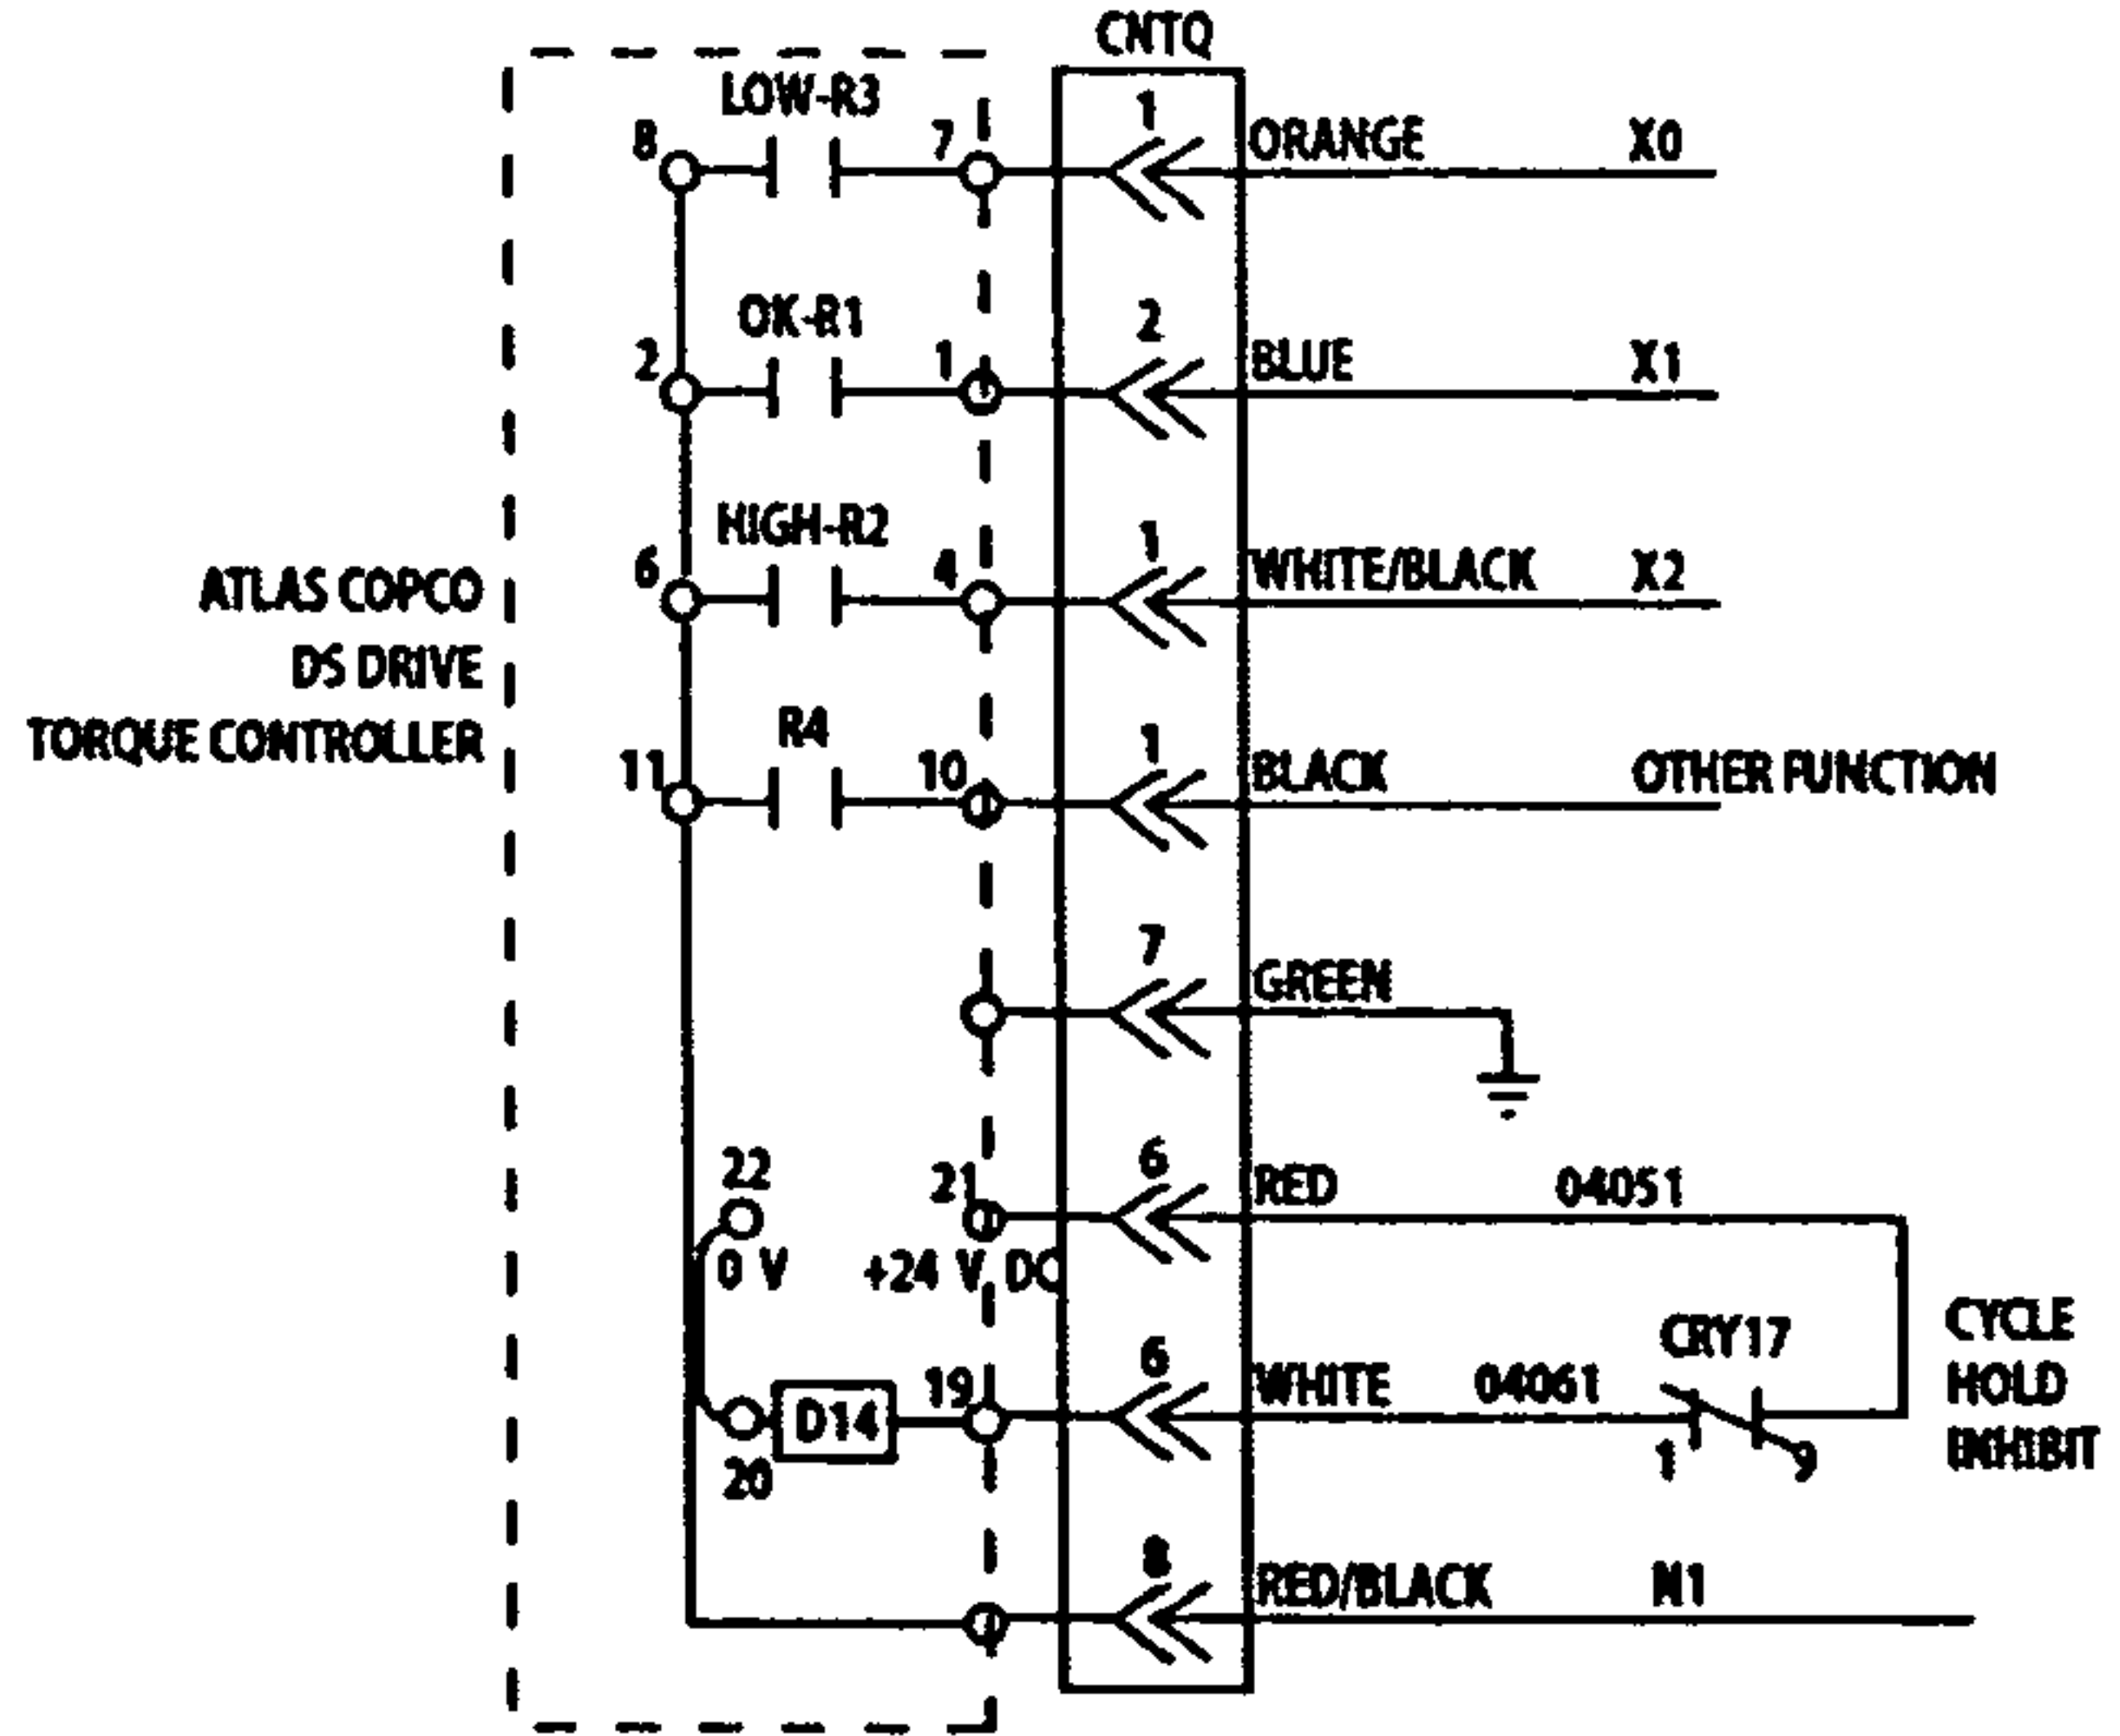 CNTQ
LOW-R3
8
7
1
ORANGE
X0
OK-R1
2
1
2
BLUE
X1
HIGH-R2
6
4
1
WHITE/BLACK
X2
ATLAS COPCO
DS DRIVE
TORQUE CONTROLLER
R4
11
10
1
BLACK
OTHER FUNCTION
7
GREEN
22
21
6
RED
04051
0 V
+24 V DC
CRY17
CYCLE
HOLD
INHIBIT
D14
19
6
WHITE
04061
1
9
20
8
RED/BLACK
N1